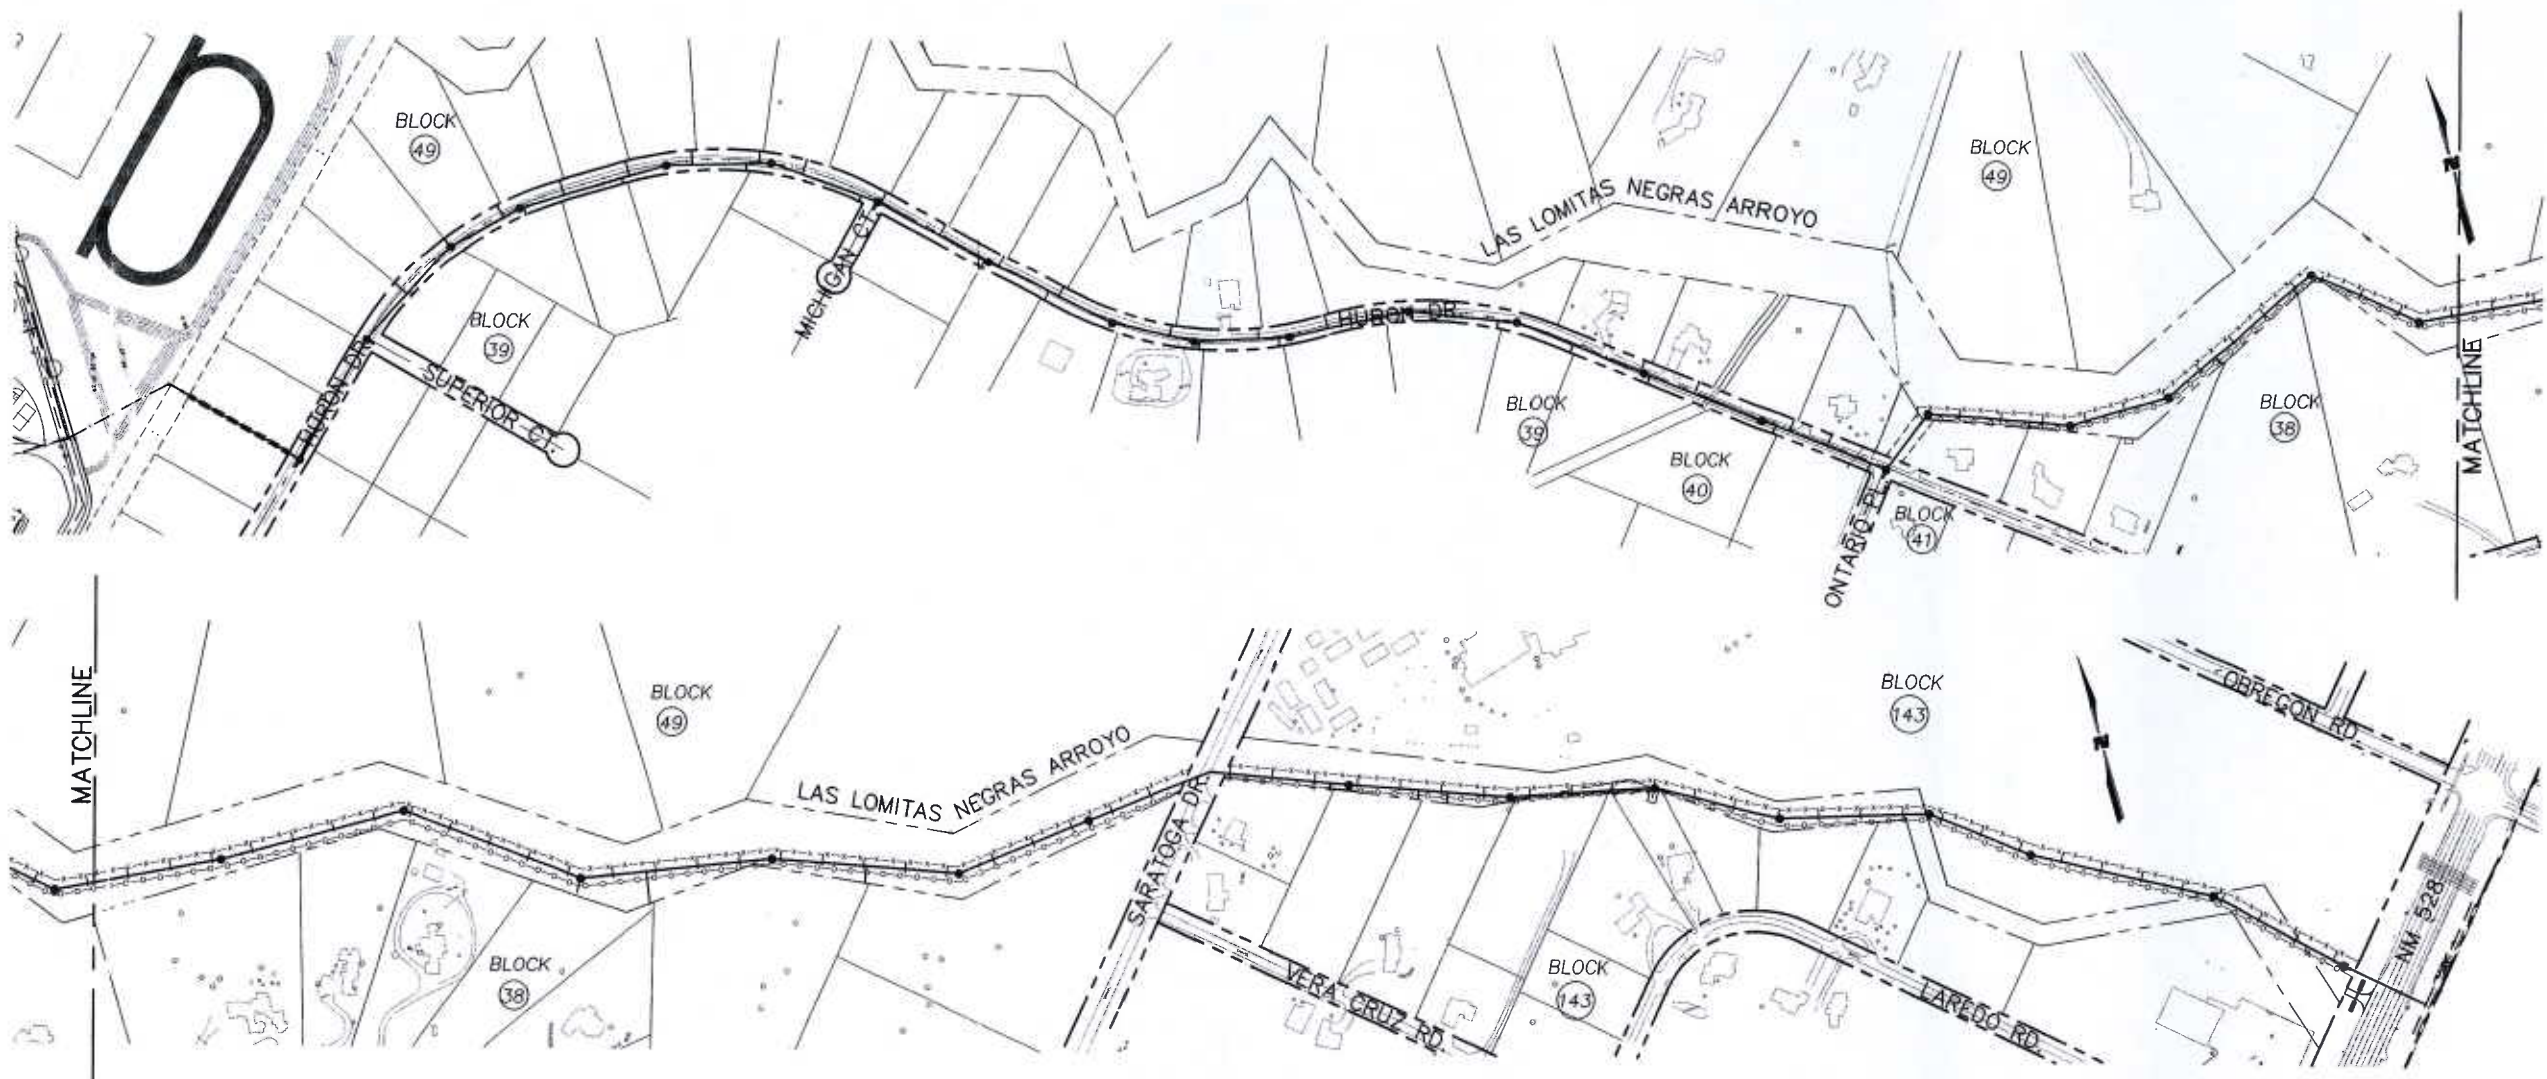 BLOCK
49
BLOCK
49
N
LAS LOMITAS NEGRAS ARROYO
MICHIGAN CT
BLOCK
39
HURON DR
HURON DR
SUPERIOR CT
MATCHLINE
BLOCK
39
BLOCK
38
BLOCK
40
BLOCK
41
ONTARIO PL
MATCHLINE
BLOCK
49
LAS LOMITAS NEGRAS ARROYO
BLOCK
143
N
OBREGON RD
SARATOGA DR
NM 528
BLOCK
38
VERA CRUZ RD
BLOCK
143
LAREDO RD